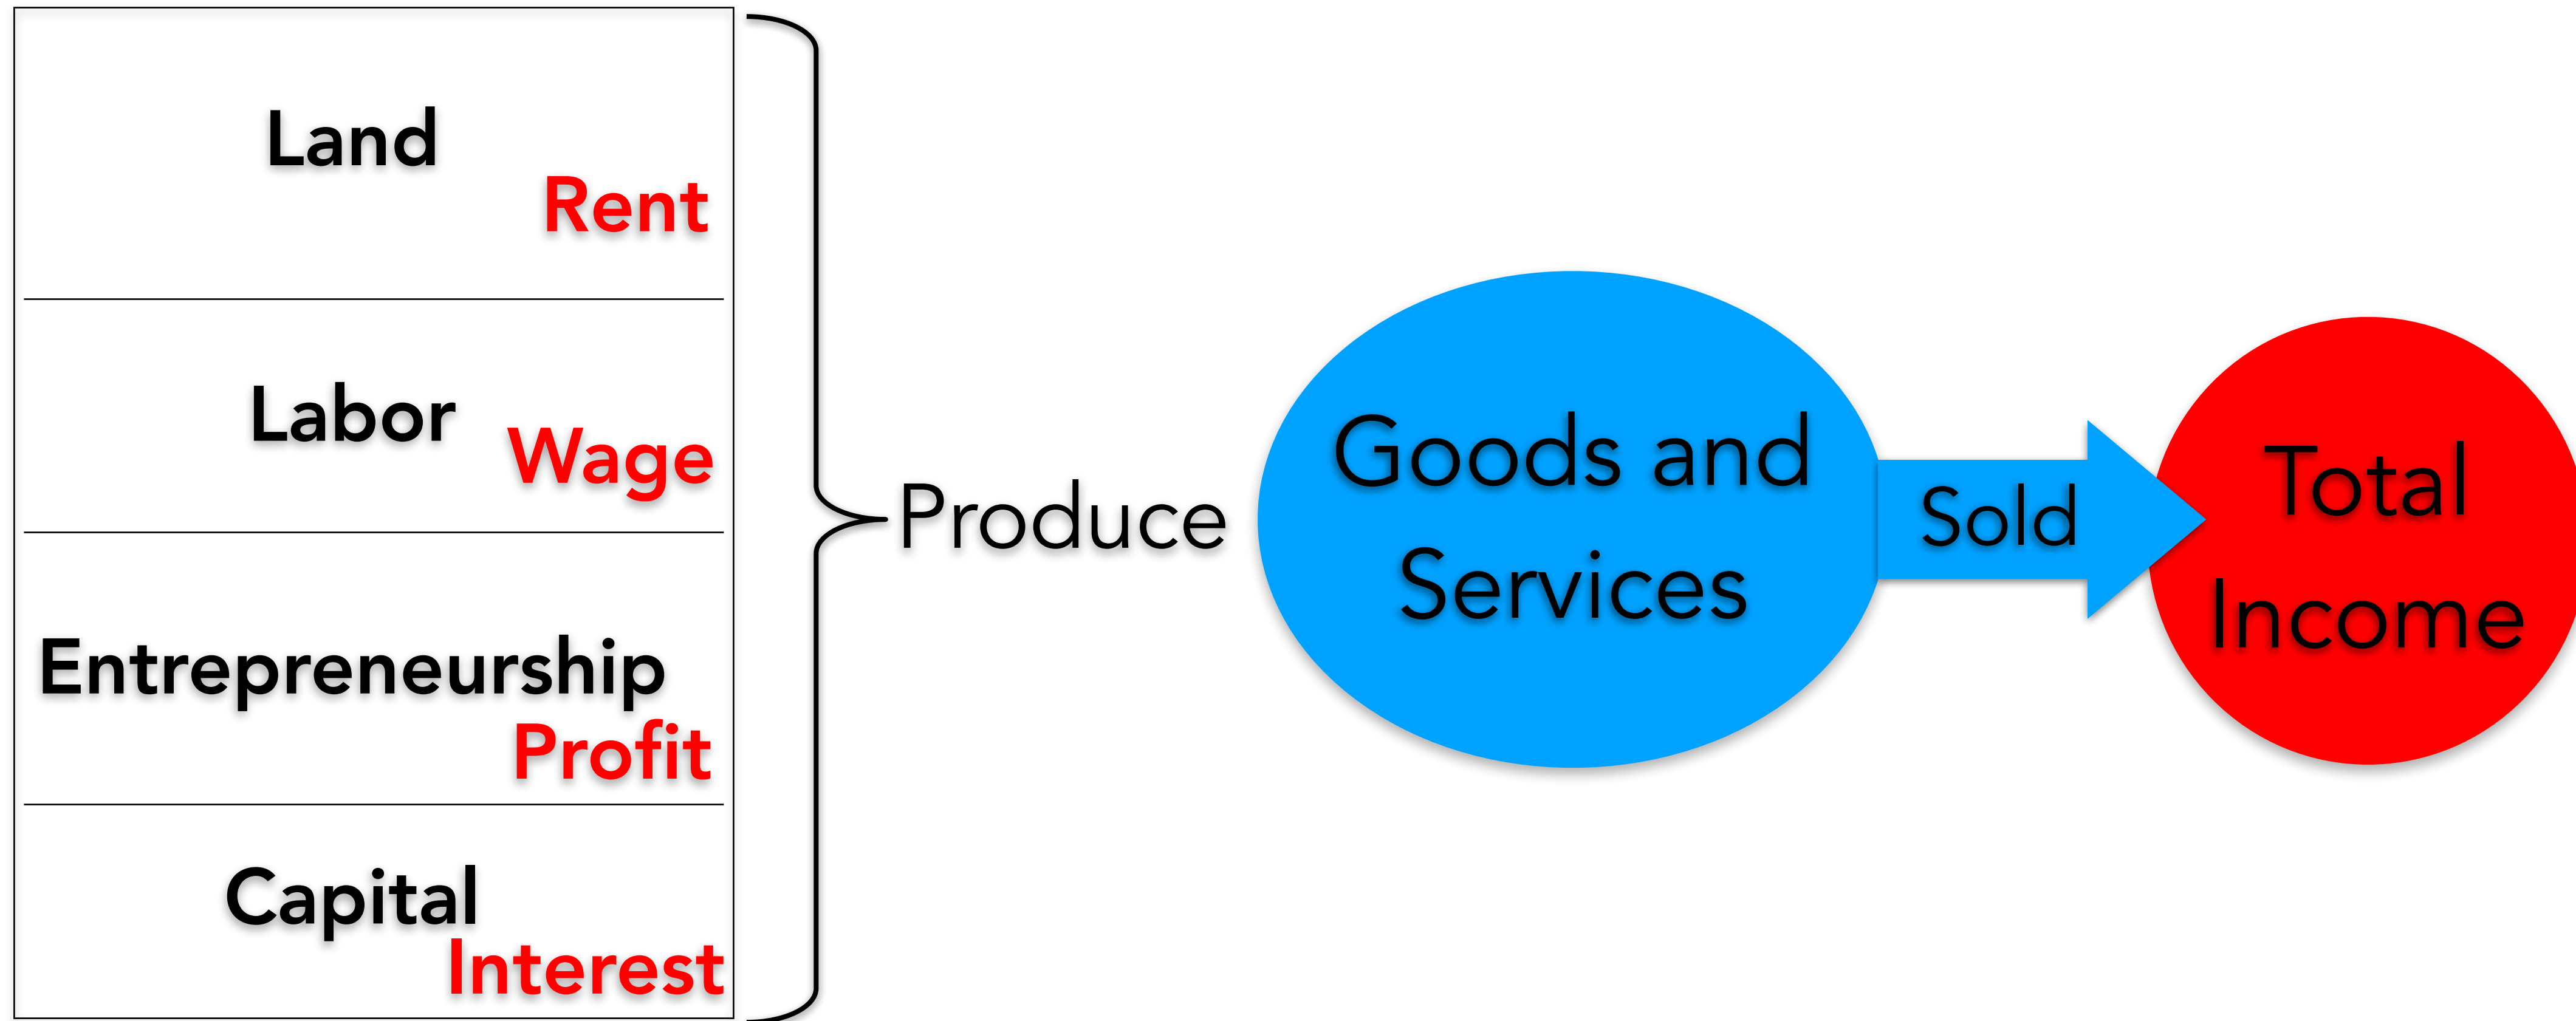 Land
Rent
Labor
Wage
Entrepreneurship
Profit
Capital
Interest
Produce
Goods and
Services
Sold
Total
Income